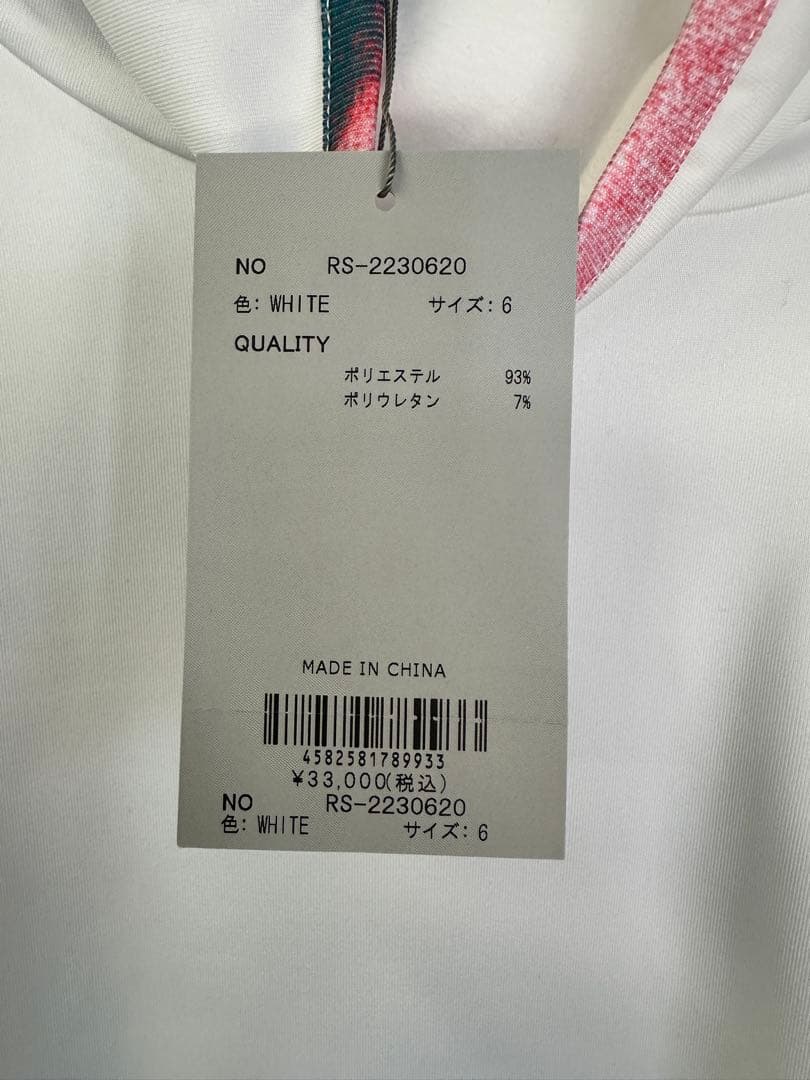 NO RS-2230620
色: WHITE サイズ: 6
QUALITY
ポリエステル 93%
ポリウレタン 7%
MADE IN CHINA
4582581789933
¥33,000(税込)
NO RS-2230620
色: WHITE サイズ: 6